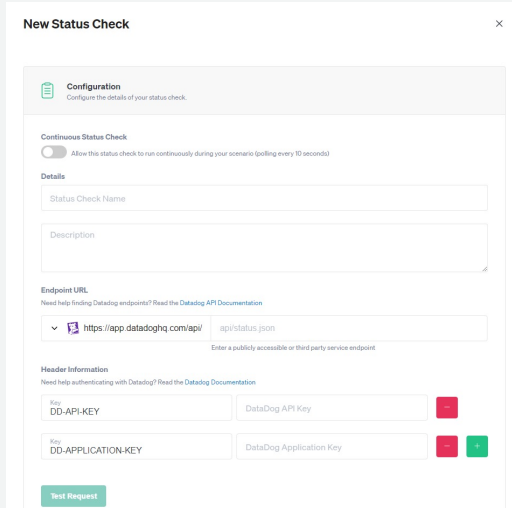 New Status Check
×
Configuration
Configure the details of your status check.
Continuous Status Check
Allow this status check to run continuously during your scenario (polling every 10 seconds)
Details
Status Check Name
Description
Endpoint URL
Need help finding Datadog endpoints? Read the Datadog API Documentation
https://app.datadoghq.com/api/ api/status.json
Enter a publicly accessible or third party service endpoint
Header Information
Need help authenticating with Datadog? Read the Datadog Documentation
Key
DD-API-KEY DataDog API Key −
Key
DD-APPLICATION-KEY DataDog Application Key − +
Test Request